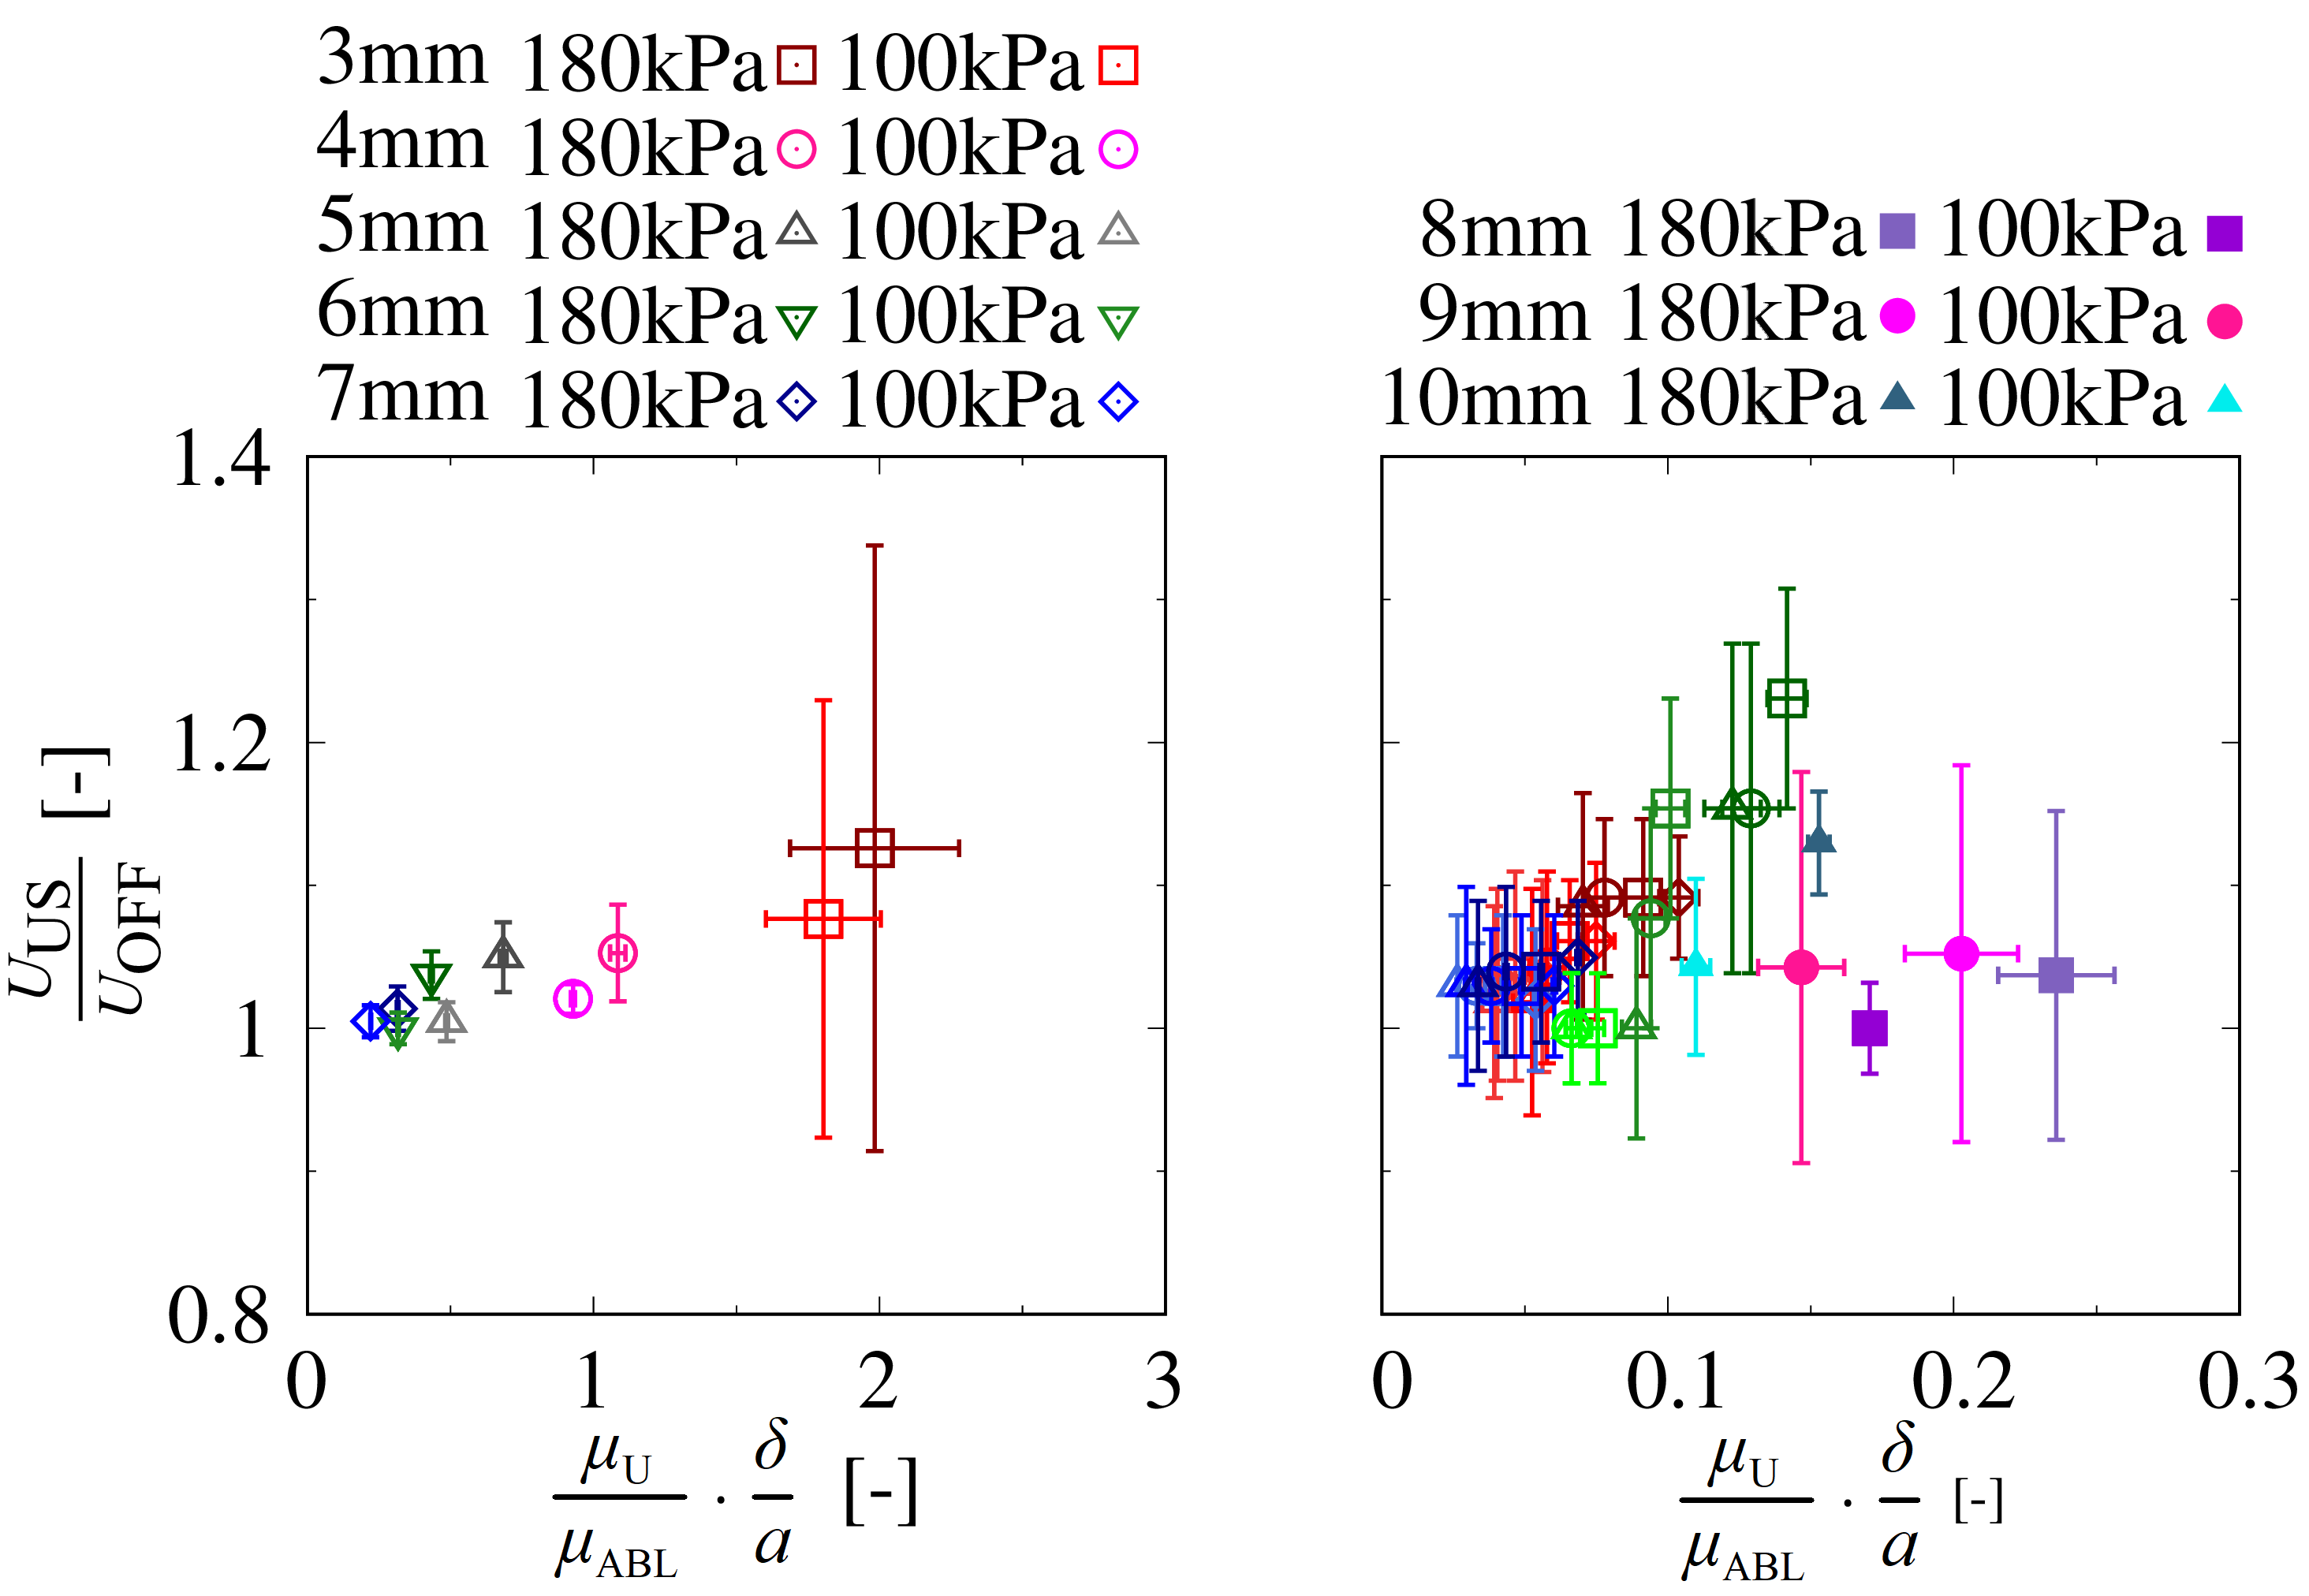 3mm 180kPa 100kPa
4mm 180kPa 100kPa
5mm 180kPa 100kPa
6mm 180kPa 100kPa
7mm 180kPa 100kPa
8mm 180kPa 100kPa
9mm 180kPa 100kPa
10mm 180kPa 100kPa
1.4
1.2
1
0.8
U_US / U_OFF [-]
0 1 2 3
μ_U / μ_ABL · δ / a [-]
0 0.1 0.2 0.3
μ_U / μ_ABL · δ / a [-]